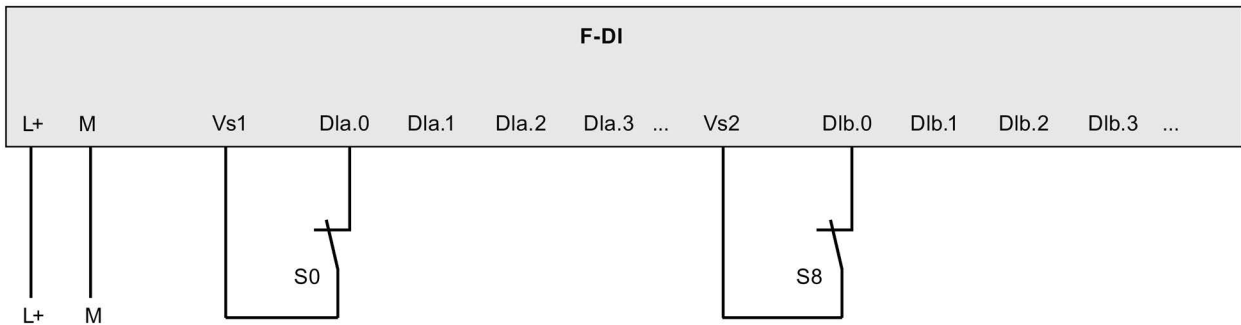 F-DI
L+ M Vs1 DIa.0 DIa.1 DIa.2 DIa.3 ... Vs2 DIb.0 DIb.1 DIb.2 DIb.3 ...
S0 S8
L+ M